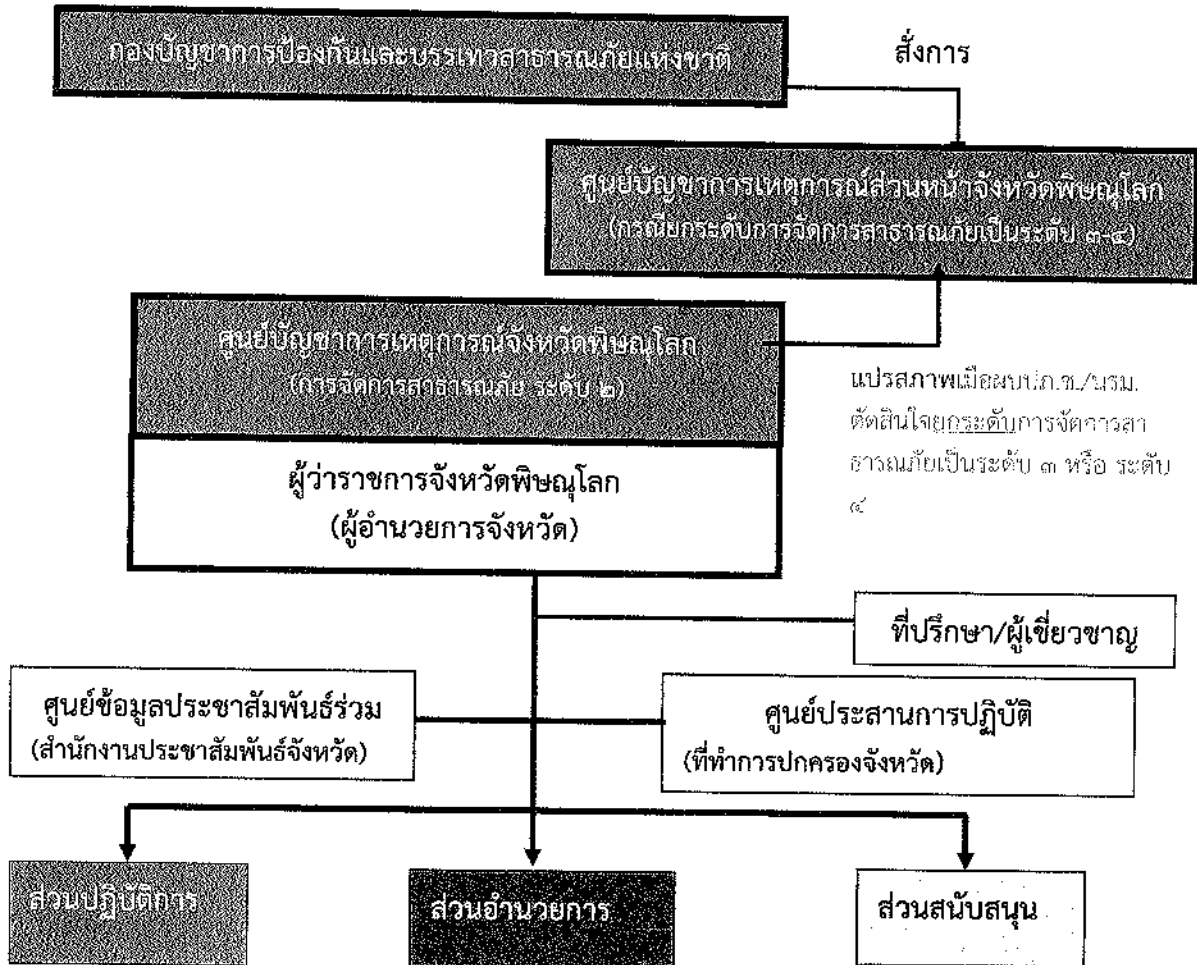 กองบัญชาการป้องกันและบรรเทาสาธารณภัยแห่งชาติ
สั่งการ
ศูนย์บัญชาการเหตุการณ์ส่วนหน้าจังหวัดพิษณุโลก
(กรณียกระดับการจัดการสาธารณภัยเป็นระดับ ๓-๔)
ศูนย์บัญชาการเหตุการณ์จังหวัดพิษณุโลก
(การจัดการสาธารณภัย ระดับ ๒)
แปรสภาพเมื่อผบ.ปภ.ช./นรม.
ตัดสินใจยกระดับการจัดการสา
ธารณภัยเป็นระดับ ๓ หรือ ระดับ
๔
ผู้ว่าราชการจังหวัดพิษณุโลก
(ผู้อำนวยการจังหวัด)
ที่ปรึกษา/ผู้เชี่ยวชาญ
ศูนย์ข้อมูลประชาสัมพันธ์ร่วม
(สำนักงานประชาสัมพันธ์จังหวัด)
ศูนย์ประสานการปฏิบัติ
(ที่ทำการปกครองจังหวัด)
ส่วนปฏิบัติการ
ส่วนอำนวยการ
ส่วนสนับสนุน